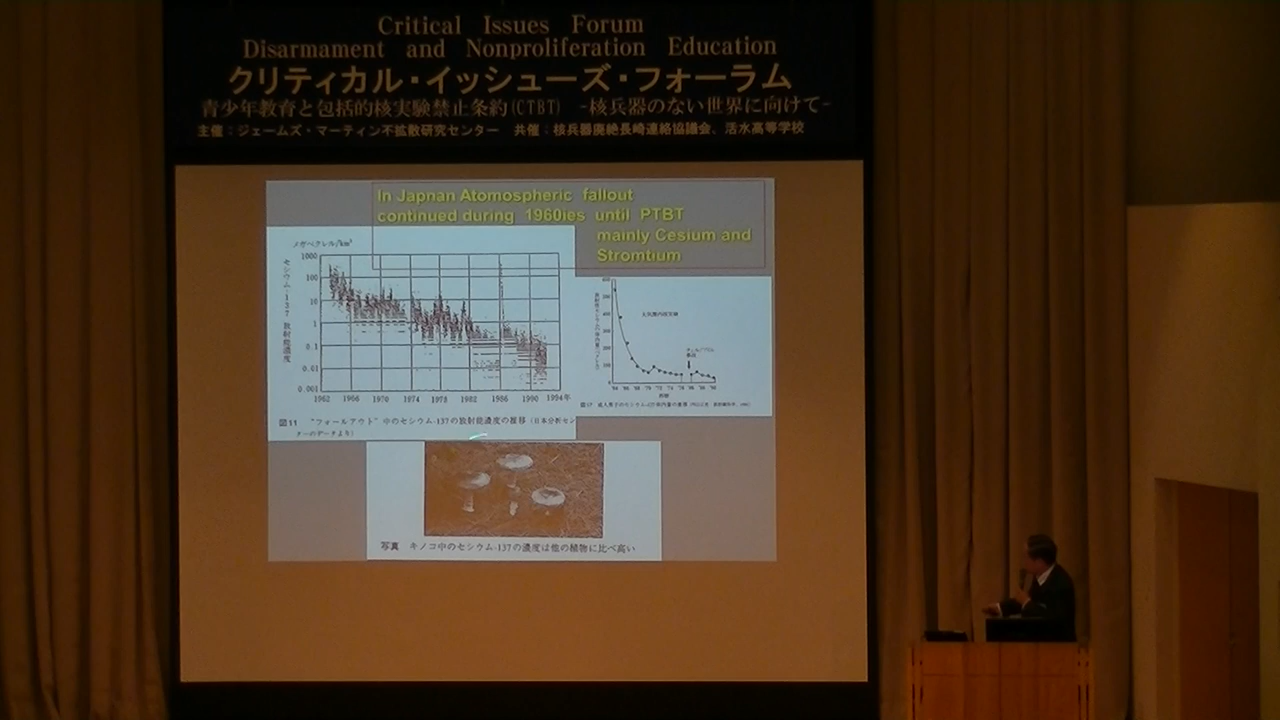 Critical Issues Forum
Disarmament and Nonproliferation Education
クリティカル・イッシューズ・フォーラム
青少年教育と包括的核実験禁止条約(CTBT) -核兵器のない世界に向けて-
主催：ジェームズ・マーティン不拡散研究センター 共催：核兵器廃絶長崎連絡協議会、活水高等学校
In Japnan Atomospheric fallout
continued during 1960ies until PTBT
mainly Cesium and
Stromtium
メガベクレル/km²
1000
100
10
1
0.1
0.01
0.001
セシウム-137 放射能濃度
1962 1966 1970 1974 1978 1982 1986 1990 1994年
図11 “フォールアウト”中のセシウム-137の放射能濃度の推移 (日本分析セン
ターのデータより)
大気圏内核実験
写真 キノコ中のセシウム-137の濃度は他の植物に比べ高い